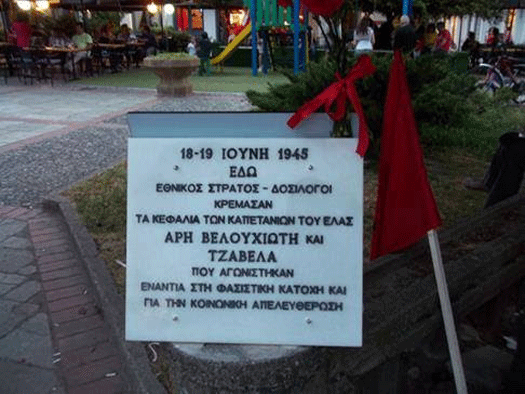 18-19 ΙΟΥΝΗ 1945
ΕΔΩ
ΕΘΝΙΚΟΣ ΣΤΡΑΤΟΣ - ΔΟΣΙΛΟΓΟΙ
ΚΡΕΜΑΣΑΝ
ΤΑ ΚΕΦΑΛΙΑ ΤΩΝ ΚΑΠΕΤΑΝΙΩΝ ΤΟΥ ΕΛΑΣ
ΑΡΗ ΒΕΛΟΥΧΙΩΤΗ ΚΑΙ
ΤΖΑΒΕΛΑ
ΠΟΥ ΑΓΩΝΙΣΤΗΚΑΝ
ΕΝΑΝΤΙΑ ΣΤΗ ΦΑΣΙΣΤΙΚΗ ΚΑΤΟΧΗ ΚΑΙ
ΓΙΑ ΤΗΝ ΚΟΙΝΩΝΙΚΗ ΑΠΕΛΕΥΘΕΡΩΣΗ